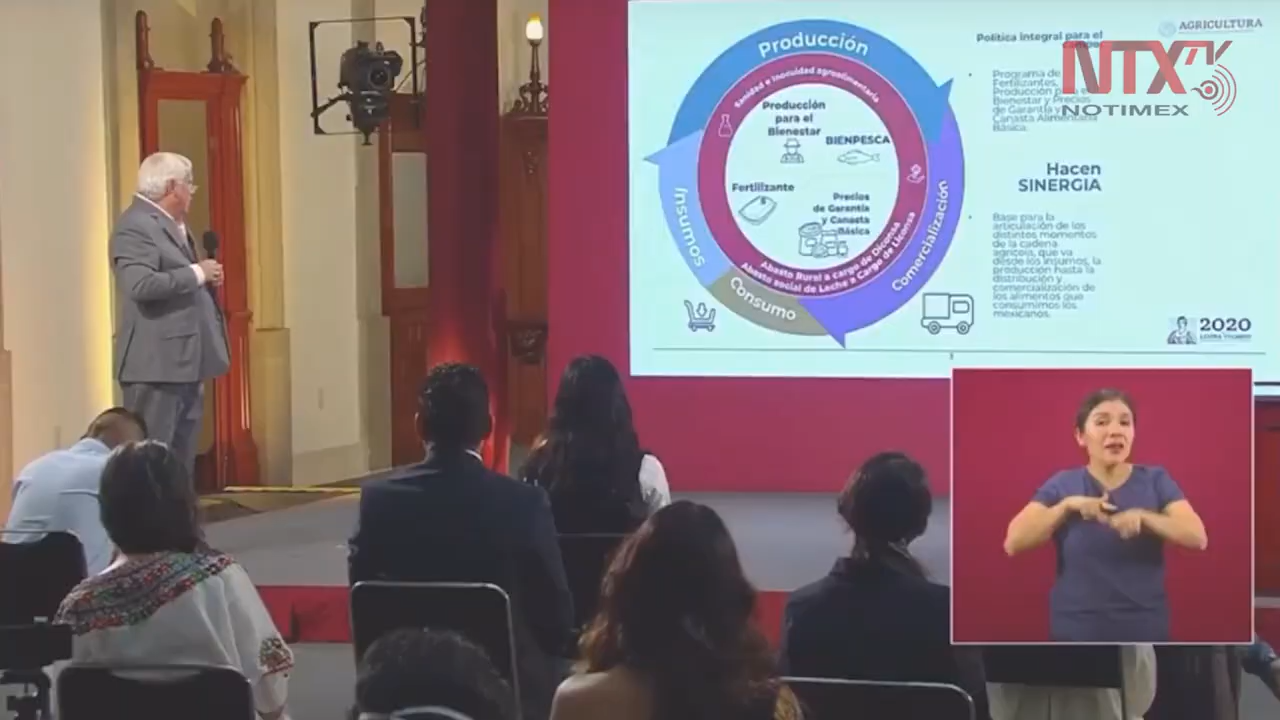 Producción
Sanidad e Inocuidad agroalimentaria
Producción
para el
Bienestar
BIENPESCA
Fertilizante
Precios
de Garantía
y Canasta
Básica
Abasto Rural a cargo de Diconsa
Abasto social de Leche a Cargo de Liconsa
Insumos
Consumo
Comercialización
AGRICULTURA
Política integral para el
campo
NTX
NOTIMEX
Programa de
Fertilizantes,
Producción para el
Bienestar y Precios
de Garantía y
Canasta Alimentaria
Básica.
Hacen
SINERGIA
Base para la
articulación de los
distintos momentos
de la cadena
agrícola, que va
desde los insumos, la
producción hasta la
distribución y
comercialización de
los alimentos que
consumimos los
mexicanos.
2020